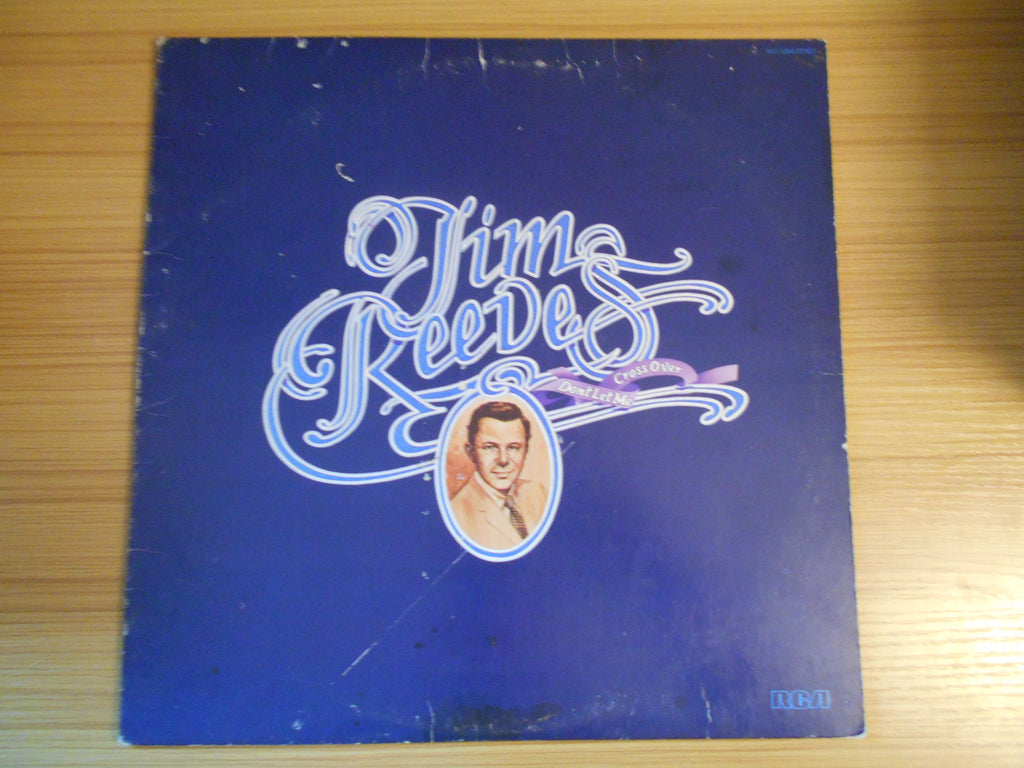 Jim
Reeves
Cross Over
Don't Let Me
RCA